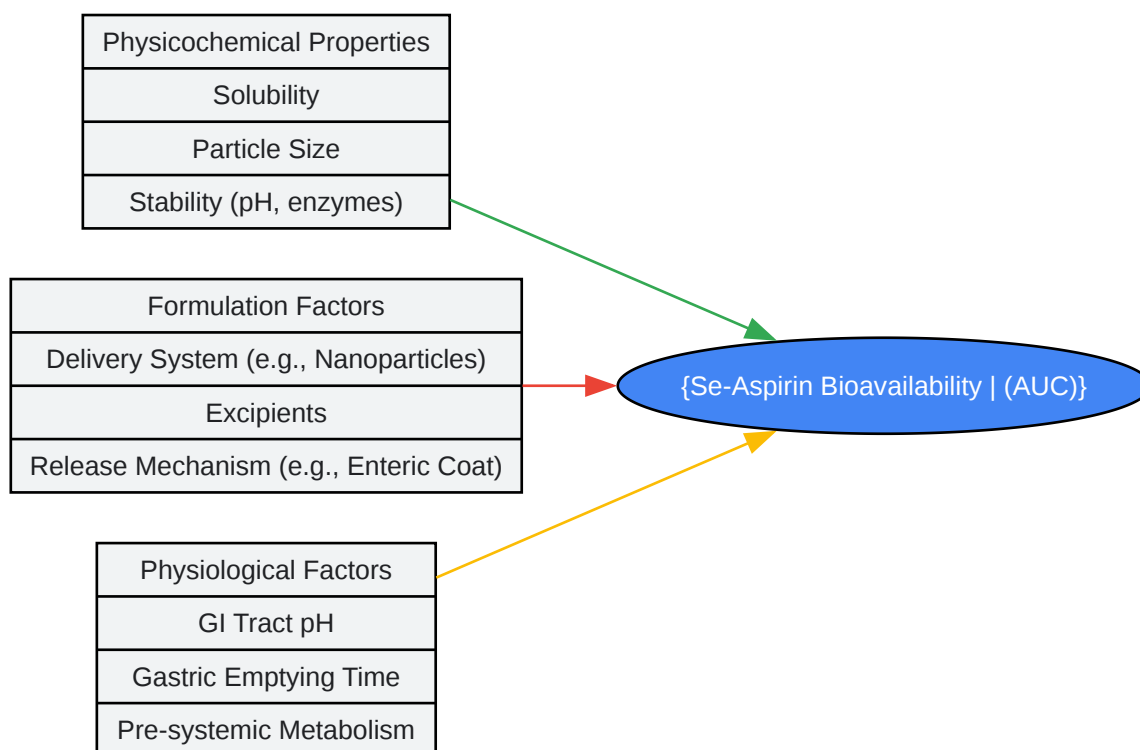 Physicochemical Properties
Solubility
Particle Size
Stability (pH, enzymes)
Formulation Factors
Delivery System (e.g., Nanoparticles)
Excipients
Release Mechanism (e.g., Enteric Coat)
{Se-Aspirin Bioavailability | (AUC)}
Physiological Factors
GI Tract pH
Gastric Emptying Time
Pre-systemic Metabolism